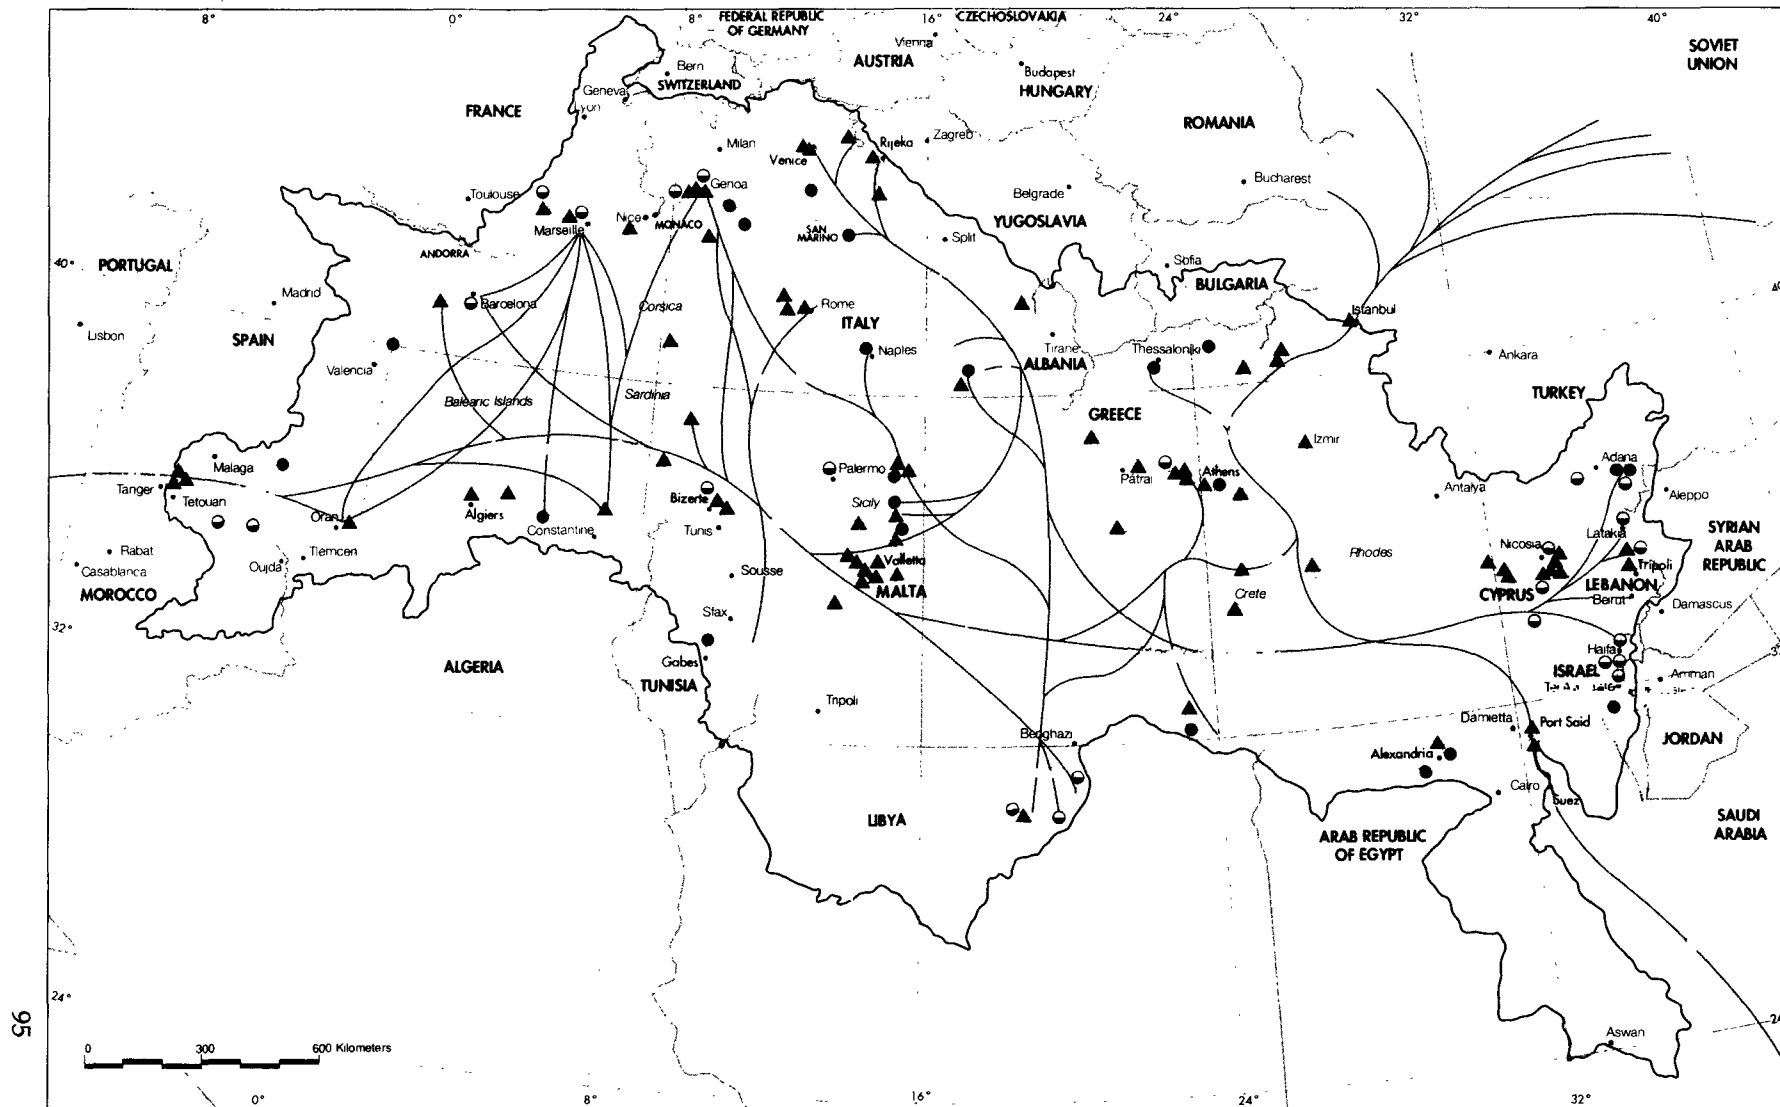 8°
0°
8°
FEDERAL REPUBLIC
OF GERMANY
16°
CZECHOSLOVAKIA
24°
32°
40°
Vienna
SOVIET
UNION
AUSTRIA
Bern
SWITZERLAND
Budapest
HUNGARY
Geneva
yon
FRANCE
ROMANIA
Milan
Venice
Rijeka
Zagreb
Bucharest
Toulouse
Genoa
Belgrade
Nice
MONACO
Marseille
SAN
MARINO
YUGOSLAVIA
Split
ANDORRA
40°
PORTUGAL
Sofia
BULGARIA
Madrid
Barcelona
Corsica
Rome
Istanbul
Lisbon
SPAIN
ITALY
Tirane
ALBANIA
Thessaloniki
Ankara
Naples
Valencia
TURKEY
Balearic Islands
Sardinia
GREECE
Izmir
Malaga
Palermo
Pátrai
Athens
Adana
Tanger
Tetouan
Bizerte
Sicily
Antalya
Aleppo
Algiers
Oran
Constantine
Tunis
Latakia
SYRIAN
ARAB
REPUBLIC
Rabat
Tlemcen
Oujda
Nicosia
Rhodes
Casablanca
MOROCCO
Sousse
Valletta
MALTA
Tripoli
LEBANON
CYPRUS
Crete
Beirut
Damascus
32°
Sfax
Haifa
ALGERIA
Gabes
TUNISIA
ISRAEL
Amman
Tripoli
Damietta
Port Said
JORDAN
Benghazi
Alexandria
Cairo
Suez
LIBYA
ARAB REPUBLIC
OF EGYPT
SAUDI
ARABIA
24°
95
Aswan
0
300
600 Kilometers
0°
8°
16°
24°
32°